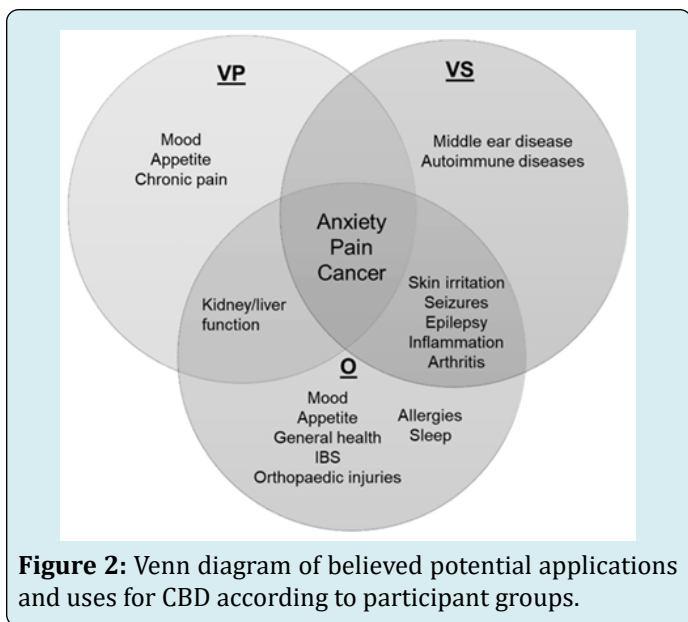 VP
VS
Mood
Appetite
Chronic pain
Middle ear disease
Autoimmune diseases
Anxiety
Pain
Cancer
Kidney/liver
function
Skin irritation
Seizures
Epilepsy
Inflammation
Arthritis
O
Mood
Appetite
General health
IBS
Orthopaedic injuries
Allergies
Sleep
Figure 2: Venn diagram of believed potential applications
and uses for CBD according to participant groups.